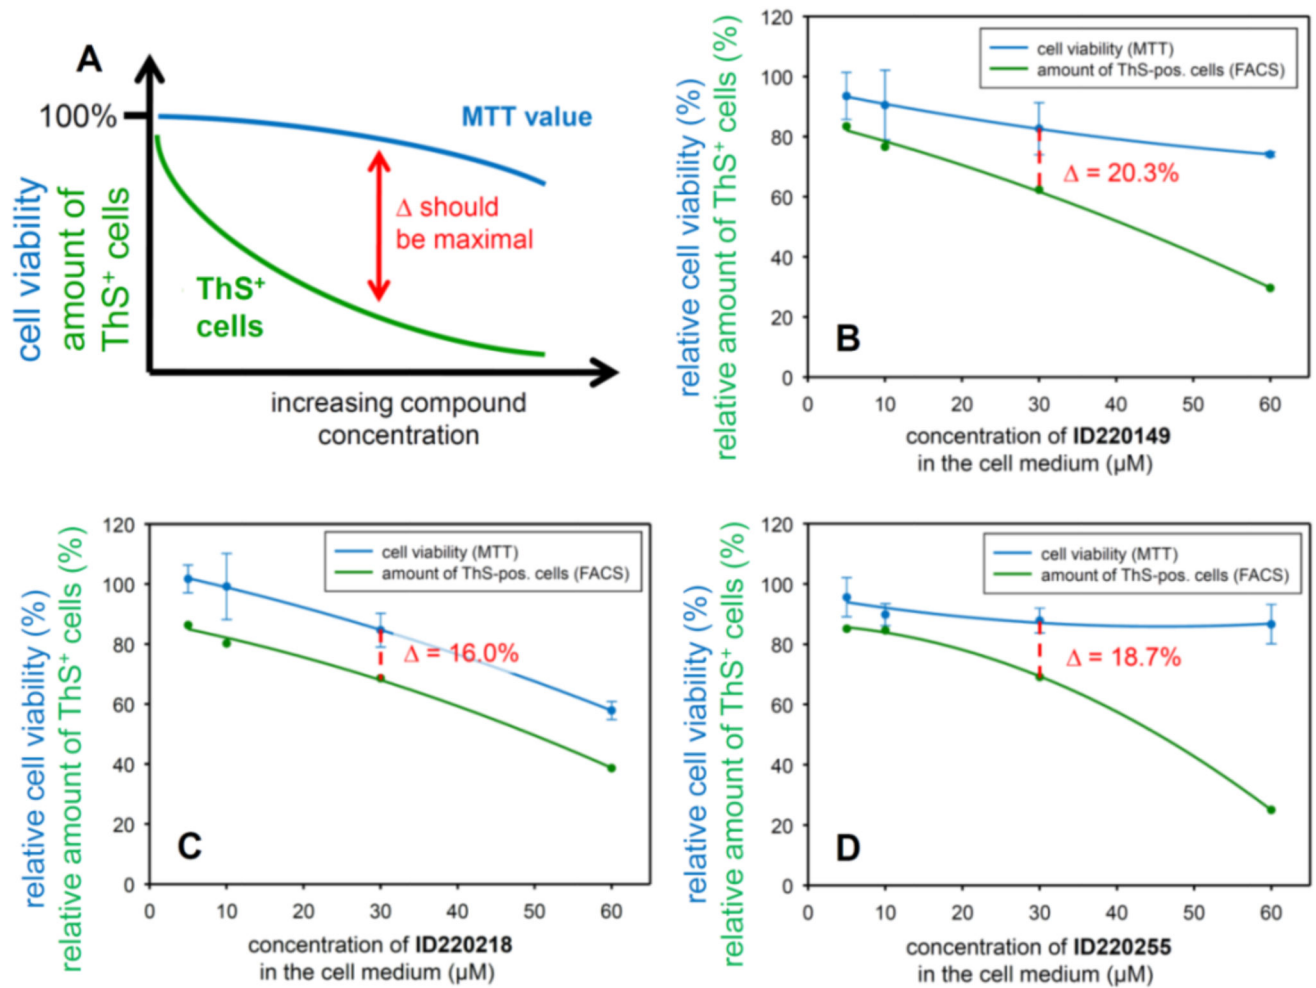 A
100%
cell viability
amount of
ThS⁺ cells
MTT value
Δ should
be maximal
ThS⁺
cells
increasing compound
concentration
relative cell viability (%)
relative amount of ThS⁺ cells (%)
120
100
80
60
40
20
0
cell viability (MTT)
amount of ThS-pos. cells (FACS)
Δ = 20.3%
B
0 10 20 30 40 50 60
concentration of ID220149
in the cell medium (μM)
relative cell viability (%)
relative amount of ThS⁺ cells (%)
120
100
80
60
40
20
0
cell viability (MTT)
amount of ThS-pos. cells (FACS)
Δ = 16.0%
C
0 10 20 30 40 50 60
concentration of ID220218
in the cell medium (μM)
relative cell viability (%)
relative amount of ThS⁺ cells (%)
120
100
80
60
40
20
0
cell viability (MTT)
amount of ThS-pos. cells (FACS)
Δ = 18.7%
D
0 10 20 30 40 50 60
concentration of ID220255
in the cell medium (μM)